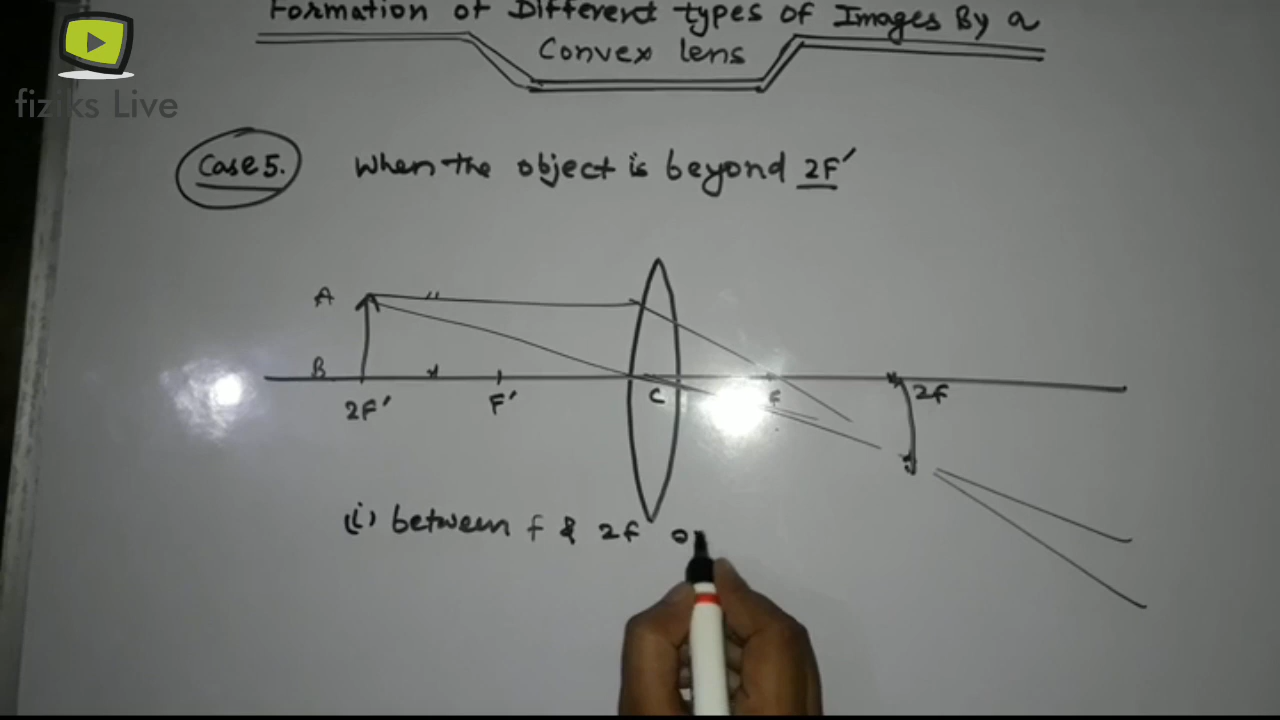 Formation of Different types of Images By a
Convex lens
fiziks Live
Case 5. When the object is beyond 2F'
A
B
2F' F' C F 2F
(i) between f & 2f